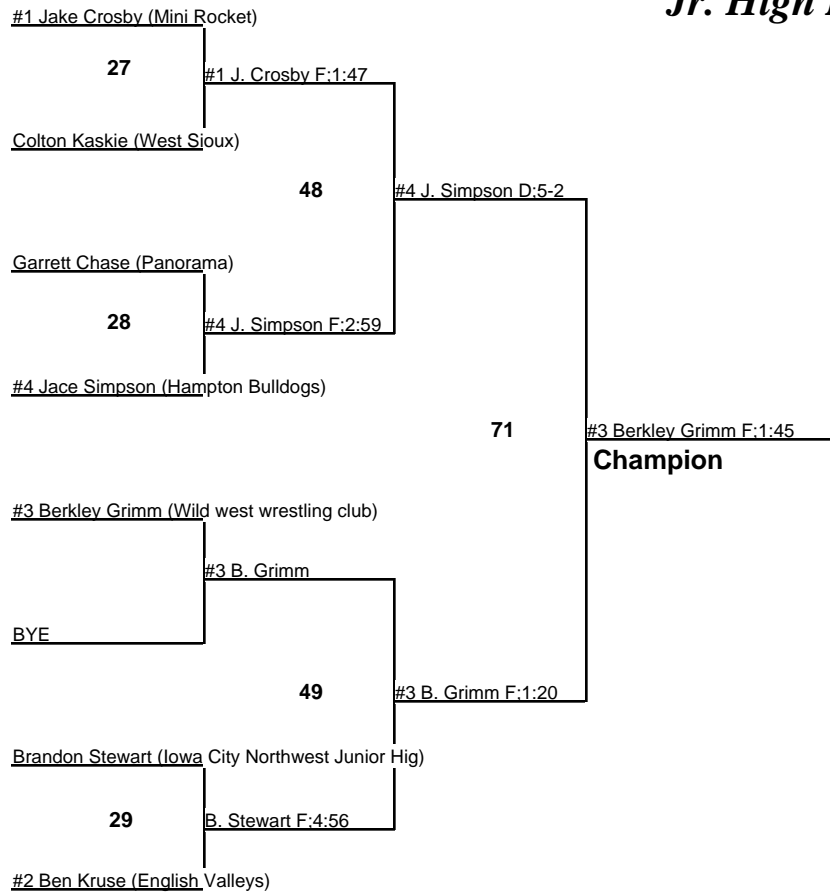 Jr. High
#1 Jake Crosby (Mini Rocket)
27
#1 J. Crosby F;1:47
Colton Kaskie (West Sioux)
48
#4 J. Simpson D;5-2
Garrett Chase (Panorama)
28
#4 J. Simpson F;2:59
#4 Jace Simpson (Hampton Bulldogs)
71
#3 Berkley Grimm F;1:45
Champion
#3 Berkley Grimm (Wild west wrestling club)
#3 B. Grimm
BYE
49
#3 B. Grimm F;1:20
Brandon Stewart (Iowa City Northwest Junior Hig)
29
B. Stewart F;4:56
#2 Ben Kruse (English Valleys)